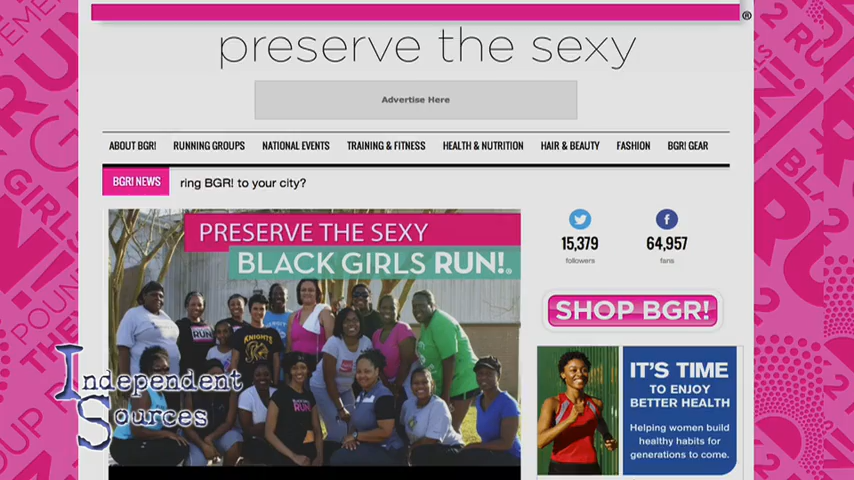 ®
preserve the sexy
Advertise Here
ABOUT BGR! RUNNING GROUPS NATIONAL EVENTS TRAINING & FITNESS HEALTH & NUTRITION HAIR & BEAUTY FASHION BGR! GEAR
BGR! NEWS ring BGR! to your city?
PRESERVE THE SEXY
BLACK GIRLS RUN!®
15,379
followers
64,957
fans
SHOP BGR!
IT'S TIME
TO ENJOY
BETTER HEALTH
Helping women build
healthy habits for
generations to come.
KNIGHTS
RUN!
Independent
Sources